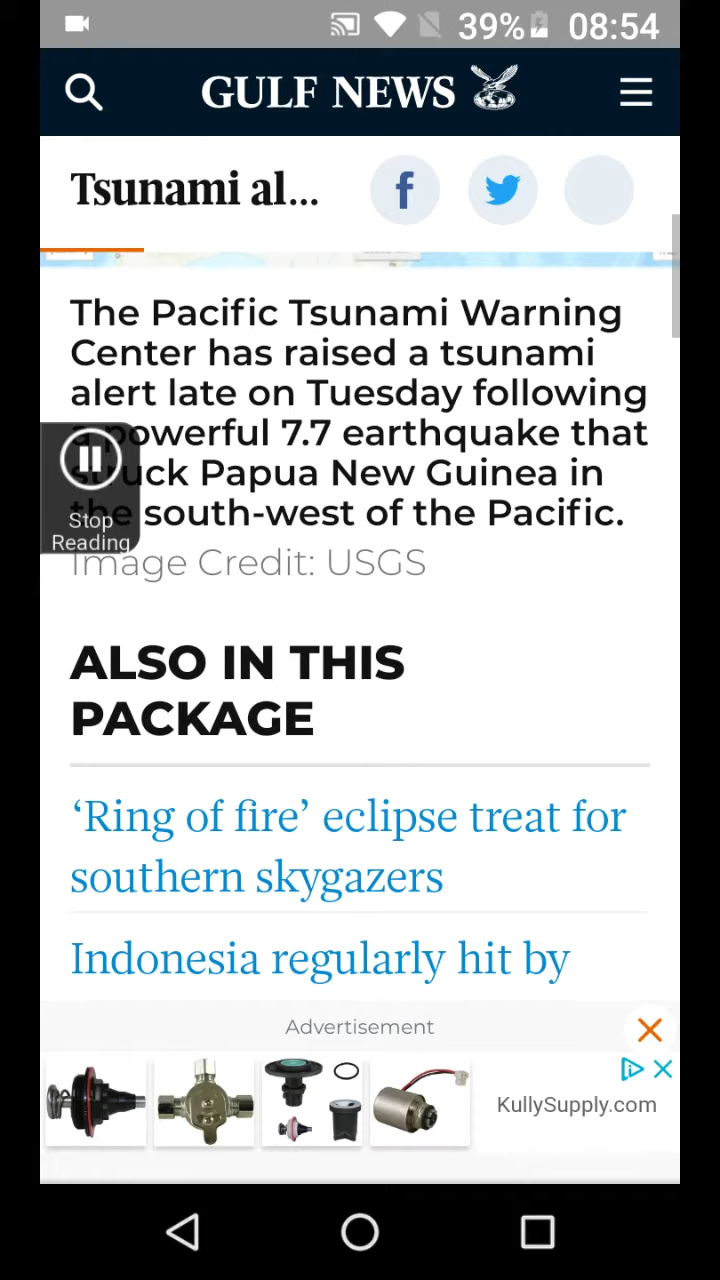 39% 08:54
GULF NEWS
Tsunami al...
The Pacific Tsunami Warning
Center has raised a tsunami
alert late on Tuesday following
a powerful 7.7 earthquake that
struck Papua New Guinea in
the south-west of the Pacific.
Stop
Reading
Image Credit: USGS
ALSO IN THIS
PACKAGE
‘Ring of fire’ eclipse treat for
southern skygazers
Indonesia regularly hit by
Advertisement
KullySupply.com